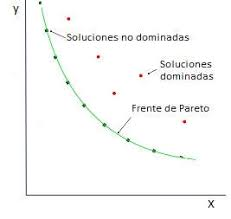 y
Soluciones no dominadas
Soluciones
dominadas
Frente de Pareto
X